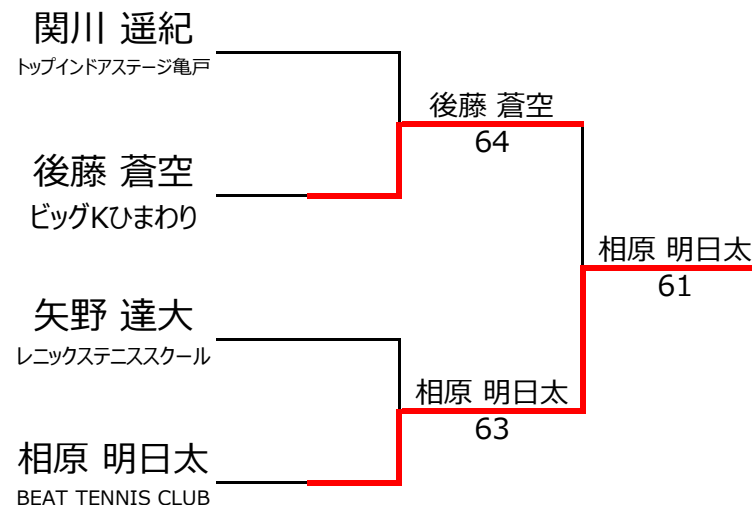 関川 遥紀
トップインドアステージ亀戸
後藤 蒼空
64
後藤 蒼空
ビッグKひまわり
相原 明日太
61
矢野 達大
レニックステニススクール
相原 明日太
63
相原 明日太
BEAT TENNIS CLUB